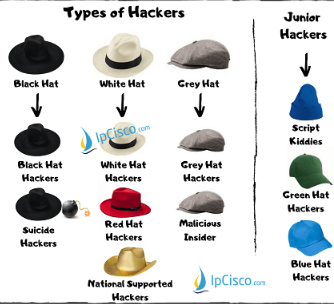 Types of Hackers
Junior
Hackers
Black Hat
White Hat
Grey Hat
IpCisco.com
Black Hat
Hackers
White Hat
Hackers
Grey Hat
Hackers
Script
Kiddies
Suicide
Hackers
Red Hat
Hackers
Malicious
Insider
Green Hat
Hackers
National Supported
Hackers
IpCisco.com
Blue Hat
Hackers